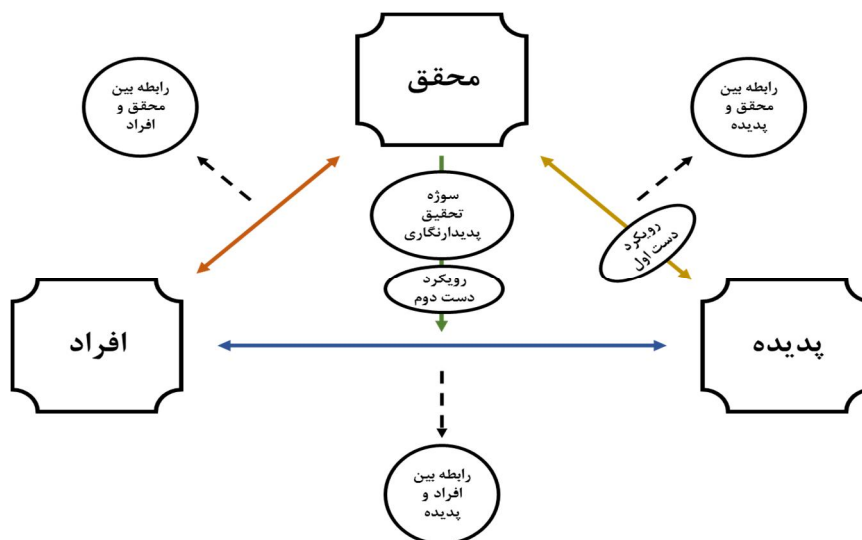 محقق
رابطه بین
محقق و
پدیده
رابطه بین
محقق و
افراد
سوژه
تحقیق
پدیدارنگاری
رویکرد
دست اول
رویکرد
دست دوم
پدیده
افراد
رابطه بین
افراد و
پدیده